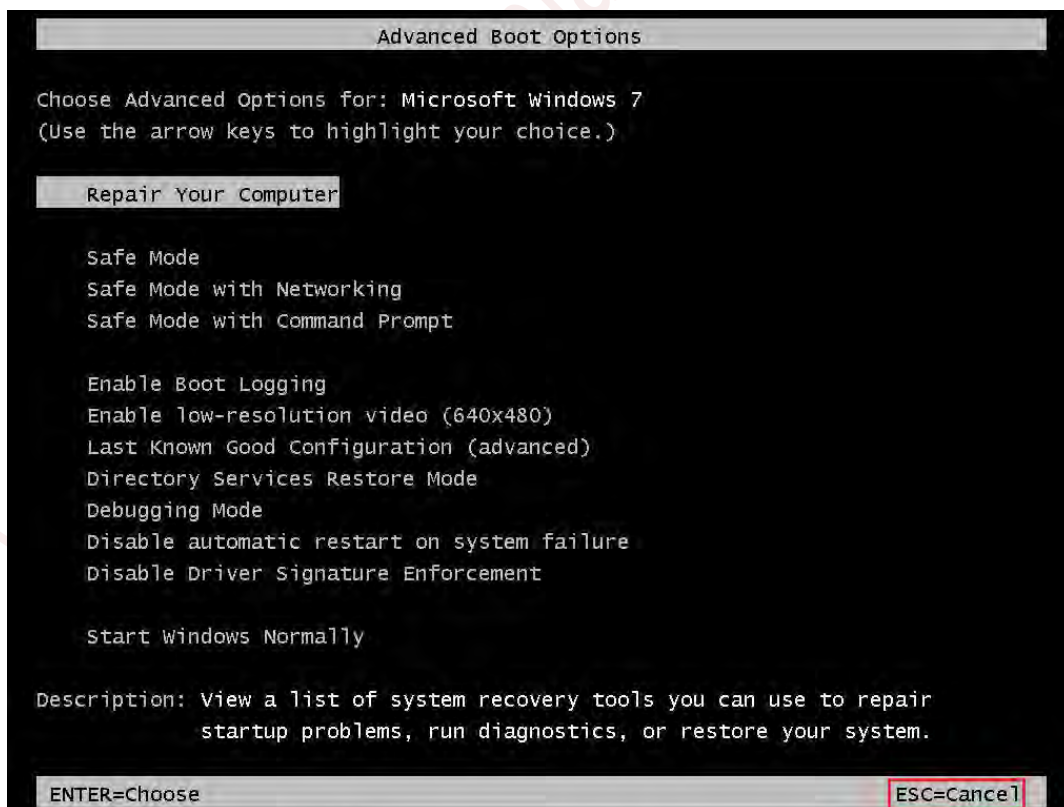 Advanced Boot Options
Choose Advanced Options for: Microsoft Windows 7
(Use the arrow keys to highlight your choice.)
Repair Your Computer
Safe Mode
Safe Mode with Networking
Safe Mode with Command Prompt
Enable Boot Logging
Enable low-resolution video (640x480)
Last Known Good Configuration (advanced)
Directory Services Restore Mode
Debugging Mode
Disable automatic restart on system failure
Disable Driver Signature Enforcement
Start Windows Normally
Description: View a list of system recovery tools you can use to repair
startup problems, run diagnostics, or restore your system.
ENTER=Choose ESC=Cancel